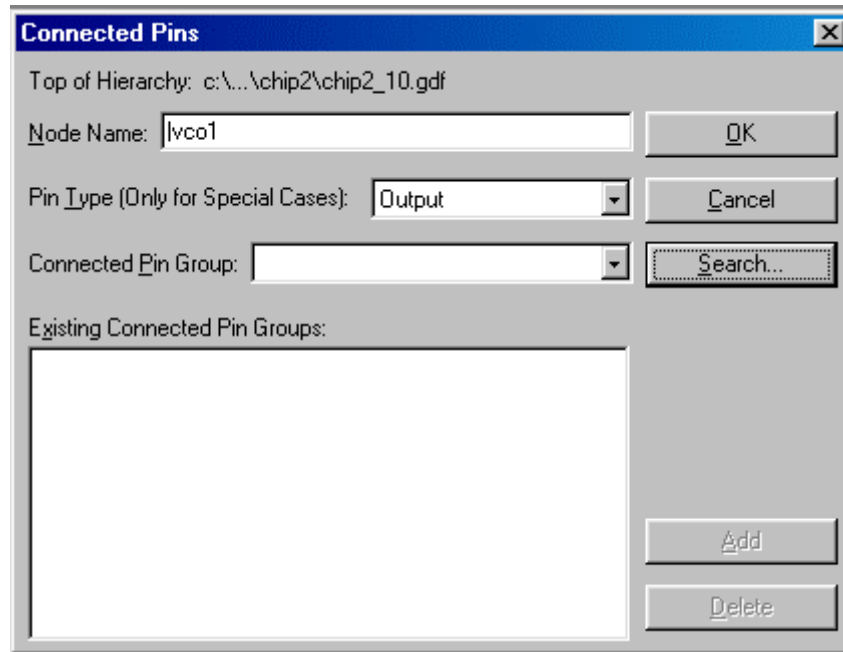 Connected Pins
Top of Hierarchy: c:\...\chip2\chip2_10.gdf
Node Name: |vco1
OK
Pin Type (Only for Special Cases): Output
Cancel
Connected Pin Group:
Search...
Existing Connected Pin Groups:
Add
Delete